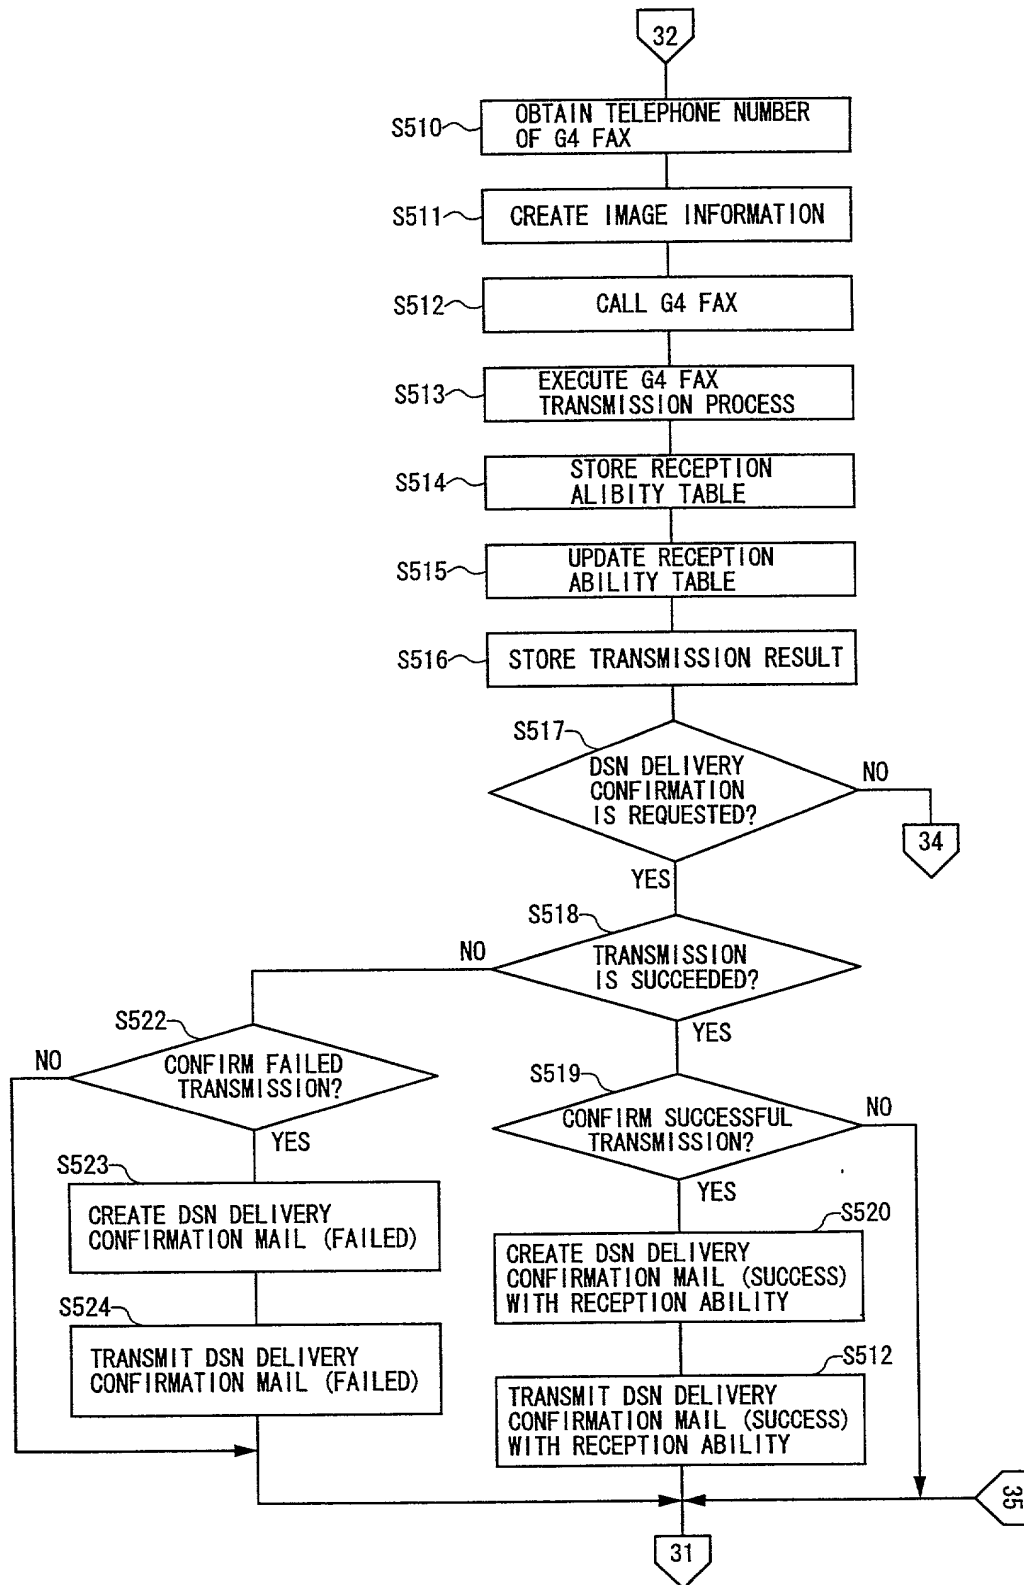 32
S510
OBTAIN TELEPHONE NUMBER
OF G4 FAX
S511
CREATE IMAGE INFORMATION
S512
CALL G4 FAX
S513
EXECUTE G4 FAX
TRANSMISSION PROCESS
S514
STORE RECEPTION
ALIBITY TABLE
S515
UPDATE RECEPTION
ABILITY TABLE
S516
STORE TRANSMISSION RESULT
S517
DSN DELIVERY
CONFIRMATION
IS REQUESTED?
NO
34
YES
S518
TRANSMISSION
IS SUCCEEDED?
NO
YES
S522
CONFIRM FAILED
TRANSMISSION?
NO
YES
S519
CONFIRM SUCCESSFUL
TRANSMISSION?
NO
YES
S523
CREATE DSN DELIVERY
CONFIRMATION MAIL (FAILED)
S520
CREATE DSN DELIVERY
CONFIRMATION MAIL (SUCCESS)
WITH RECEPTION ABILITY
S524
TRANSMIT DSN DELIVERY
CONFIRMATION MAIL (FAILED)
S512
TRANSMIT DSN DELIVERY
CONFIRMATION MAIL (SUCCESS)
WITH RECEPTION ABILITY
35
31